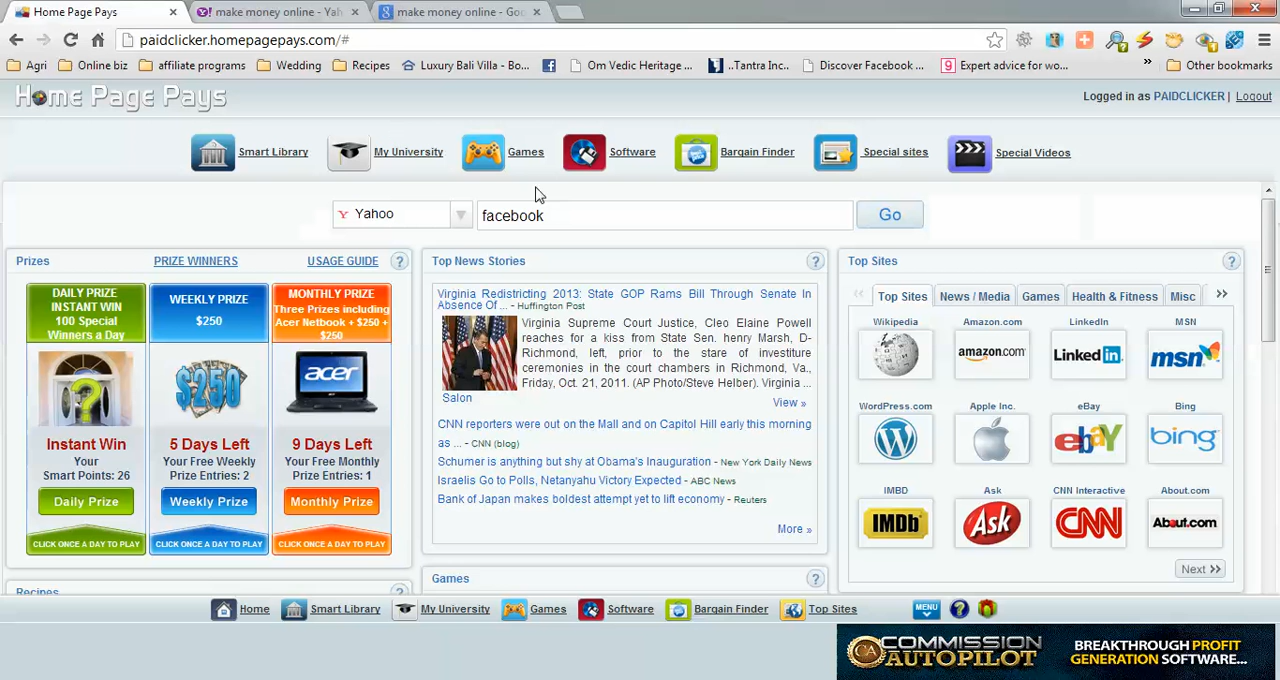 Home Page Pays
make money online - Yah
make money online - Goo
paidclicker.homepagepays.com/#
Agri
Online biz
affiliate programs
Wedding
Recipes
Luxury Bali Villa - Bo...
Om Vedic Heritage ...
..Tantra Inc..
Discover Facebook ...
Expert advice for wo...
»
Other bookmarks
Home Page Pays
Logged in as PAIDCLICKER | Logout
Smart Library
My University
Games
Software
Bargain Finder
Special sites
Special Videos
Yahoo
facebook
Go
Prizes
PRIZE WINNERS
USAGE GUIDE
?
DAILY PRIZE
INSTANT WIN
100 Special
Winners a Day
?
Instant Win
Your
Smart Points: 26
Daily Prize
CLICK ONCE A DAY TO PLAY
WEEKLY PRIZE
$250
$250
5 Days Left
Your Free Weekly
Prize Entries: 2
Weekly Prize
CLICK ONCE A DAY TO PLAY
MONTHLY PRIZE
Three Prizes including
Acer Netbook + $250 +
$250
acer
9 Days Left
Your Free Monthly
Prize Entries: 1
Monthly Prize
CLICK ONCE A DAY TO PLAY
Recipes
?
Top News Stories
?
Virginia Redistricting 2013: State GOP Rams Bill Through Senate In
Absence Of ... - Huffington Post
Virginia Supreme Court Justice, Cleo Elaine Powell
reaches for a kiss from State Sen. henry Marsh, D-
Richmond, left, prior to the stare of investiture
ceremonies in the court chambers in Richmond, Va.,
Friday, Oct. 21, 2011. (AP Photo/Steve Helber). Virginia ...
Salon
View »
CNN reporters were out on the Mall and on Capitol Hill early this morning
as ... - CNN (blog)
Schumer is anything but shy at Obama's Inauguration - New York Daily News
Israelis Go to Polls, Netanyahu Victory Expected - ABC News
Bank of Japan makes boldest attempt yet to lift economy - Reuters
More »
Games
?
Top Sites
?
«
Top Sites
News / Media
Games
Health & Fitness
Misc
»
Wikipedia
Amazon.com
LinkedIn
MSN
amazon.com
Linked in
msn
WordPress.com
Apple Inc.
eBay
Bing
ebay
bing
IMBD
Ask
CNN Interactive
About.com
IMDb
Ask
CNN
About.com
Next »
Home
Smart Library
My University
Games
Software
Bargain Finder
Top Sites
MENU
?
CA
COMMISSION
AUTOPILOT
BREAKTHROUGH PROFIT
GENERATION SOFTWARE...